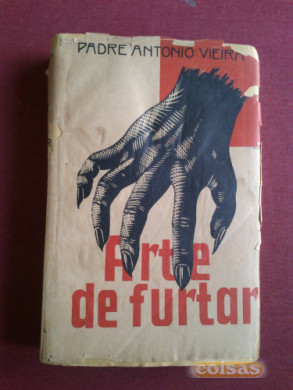 PADRE ANTONIO VIEIRA
Arte
de furtar
coisas